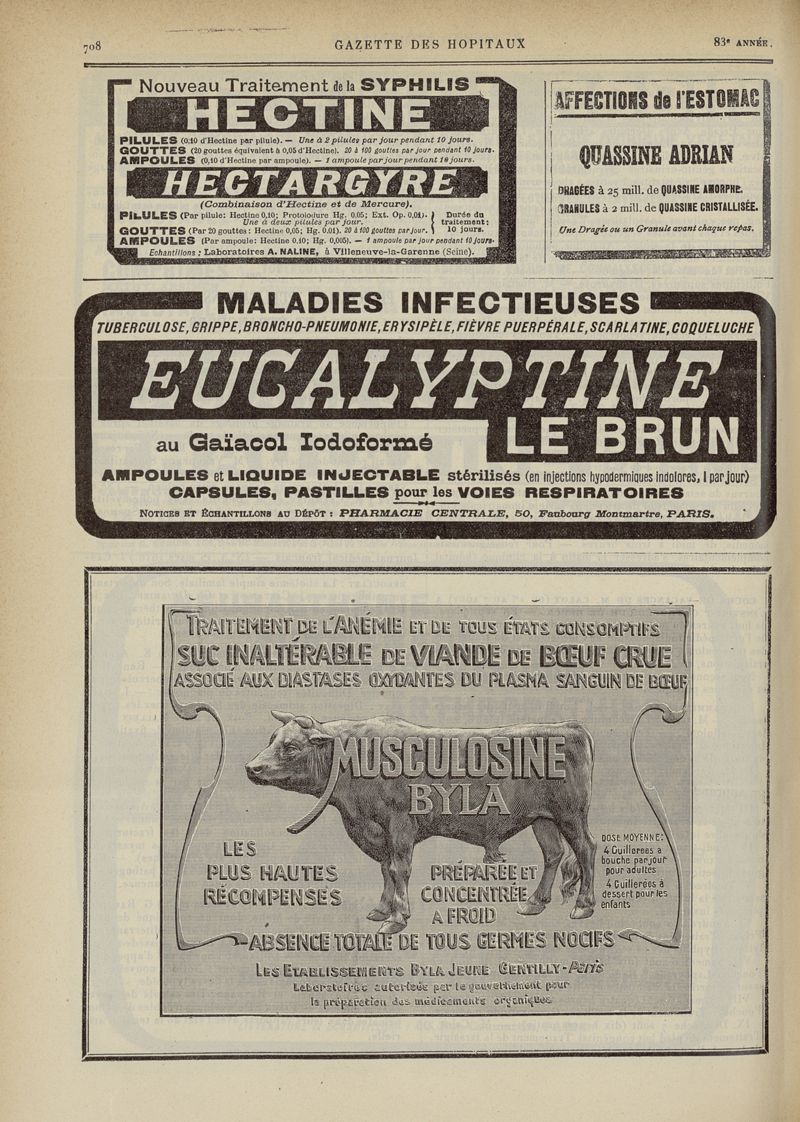 708
GAZETTE DES HOPITAUX
83e ANNÉE.
Nouveau Traitement de la SYPHILIS
HECTINE
PILULES (0,10 d'Hectine par pilule). — Une à 2 pilules par jour pendant 10 jours.
GOUTTES (20 gouttes équivalent à 0,05 d'Hectine). 20 à 100 gouttes par jour pendant 10 jours.
AMPOULES (0,10 d'Hectine par ampoule). — 1 ampoule par jour pendant 10 jours.
HECTARGYRE
(Combinaison d'Hectine et de Mercure).
PILULES (Par pilule: Hectine 0,10; Protoiodure Hg. 0,05; Ext. Op. 0,01).
Une à deux pilules par jour.
GOUTTES (Par 20 gouttes: Hectine 0,05; Hg. 0,01). 20 à 100 gouttes par jour.
Durée du
traitement:
10 jours.
AMPOULES (Par ampoule: Hectine 0,10; Hg. 0,005). — 1 ampoule par jour pendant 10 jours.
Echantillons: Laboratoires A. NALINE, à Villeneuve-la-Garenne (Seine).
AFFECTIONS de l'ESTOMAC
QUASSINE ADRIAN
DRAGÉES à 25 mill. de QUASSINE AMORPHE.
GRANULES à 2 mill. de QUASSINE CRISTALLISÉE.
Une Dragée ou un Granule avant chaque repas.
MALADIES INFECTIEUSES
TUBERCULOSE, GRIPPE, BRONCHO-PNEUMONIE, ERYSIPÈLE, FIÈVRE PUERPÉRALE, SCARLATINE, COQUELUCHE
EUCALYPTINE
LE BRUN
au Gaïacol Iodoformé
AMPOULES et LIQUIDE INJECTABLE stérilisés (en injections hypodermiques indolores, 1 par jour)
CAPSULES, PASTILLES pour les VOIES RESPIRATOIRES
NOTICES ET ÉCHANTILLONS AU DÉPÔT : PHARMACIE CENTRALE, 50, Faubourg Montmartre, PARIS.
TRAITEMENT DE L'ANÉMIE ET DE TOUS ÉTATS CONSOMPTIFS
SUC INALTÉRABLE DE VIANDE DE BŒUF CRUE
ASSOCIÉ AUX DIASTASES OXYDANTES DU PLASMA SANGUIN DE BŒUF
MUSCULOSINE
BYLA
LES
PLUS HAUTES
RÉCOMPENSES
PRÉPARÉE ET
CONCENTRÉE
A FROID
DOSE MOYENNE:
4 Cuillerées à
bouche par jour
pour adultes
4 Cuillerées à
dessert pour les
enfants
ABSENCE TOTALE DE TOUS GERMES NOCIFS
LES ETABLISSEMENTS BYLA JEUNE GENTILLY-Paris
Laboratoires autorisés par le gouvernement pour
la préparation des médicaments organiques